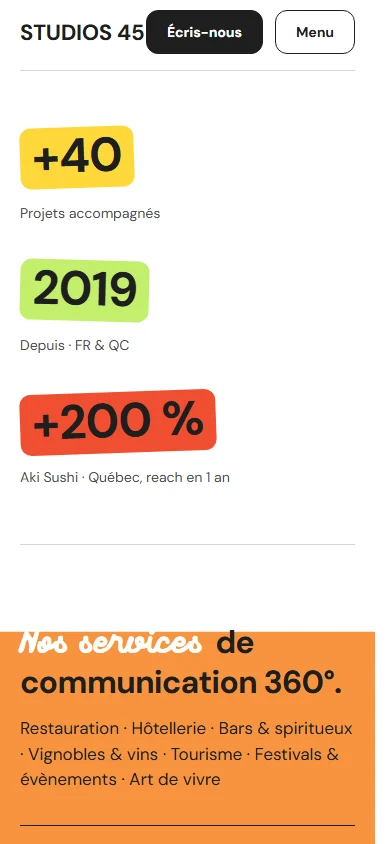 STUDIOS 45
Écris-nous
Menu
+40
Projets accompagnés
2019
Depuis · FR & QC
+200 %
Aki Sushi · Québec, reach en 1 an
Nos services de
communication 360°.
Restauration · Hôtellerie · Bars & spiritueux
· Vignobles & vins · Tourisme · Festivals &
évènements · Art de vivre